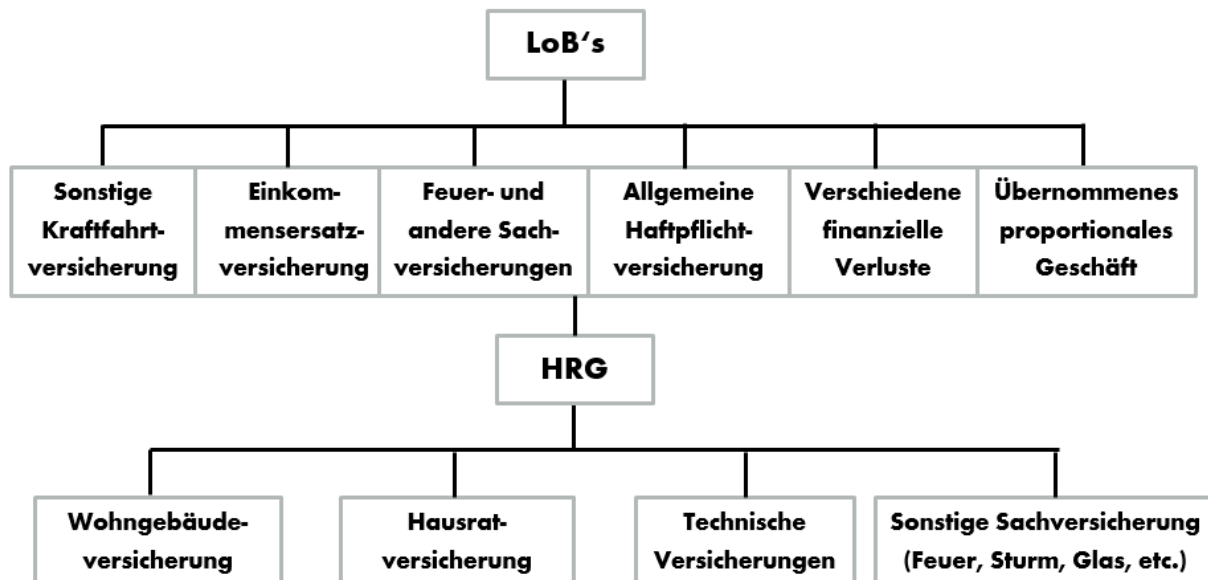 LoB's
Sonstige
Kraftfahrt-
versicherung
Einkom-
mensersatz-
versicherung
Feuer- und
andere Sach-
versicherungen
Allgemeine
Haftpflicht-
versicherung
Verschiedene
finanzielle
Verluste
Übernommenes
proportionales
Geschäft
HRG
Wohngebäude-
versicherung
Hausrat-
versicherung
Technische
Versicherungen
Sonstige Sachversicherung
(Feuer, Sturm, Glas, etc.)